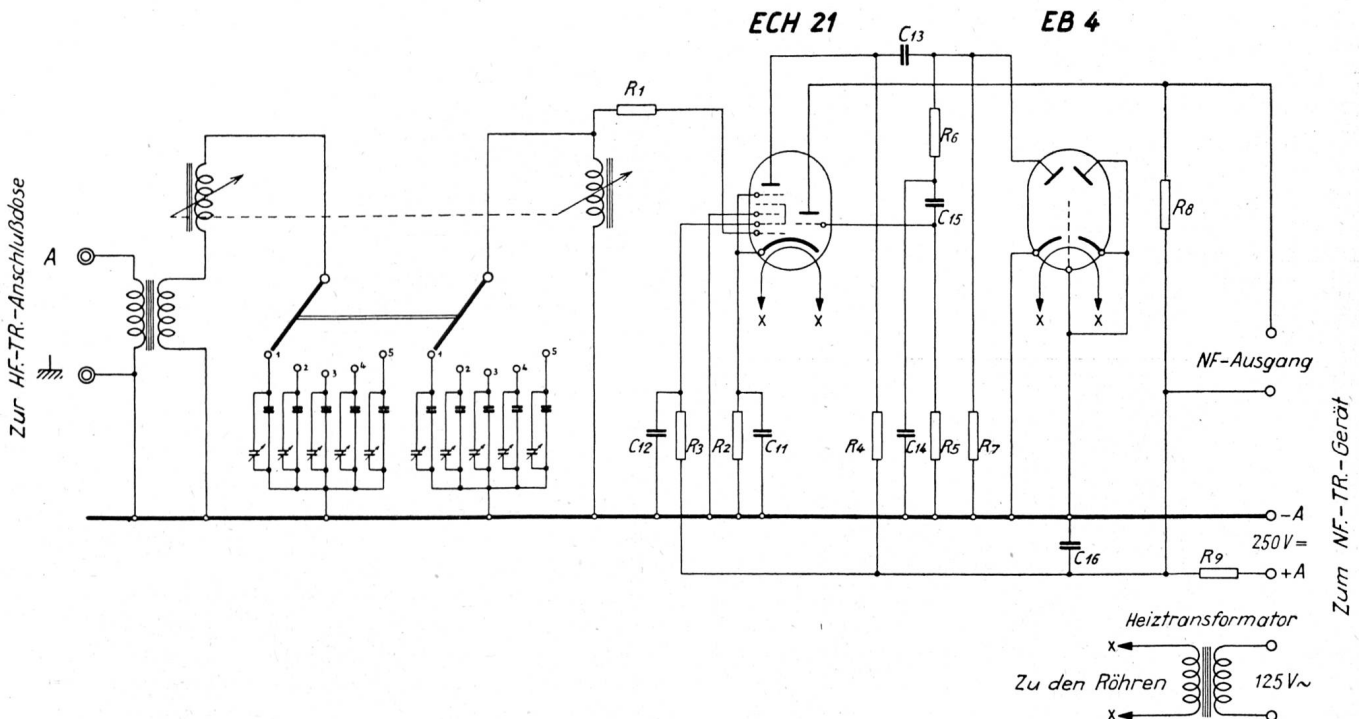 ECH 21
EB 4
C13
R1
R6
C15
R8
Zur HF.-TR.-Anschlußdose
A
X
X
X
X
1
2
3
4
5
1
2
3
4
5
NF-Ausgang
C12
R3
R2
C11
R4
C14
R5
R7
-A
250V=
C16
R9
+A
Zum NF.-TR.-Gerät
Heiztransformator
X
Zu den Röhren
125V~
X